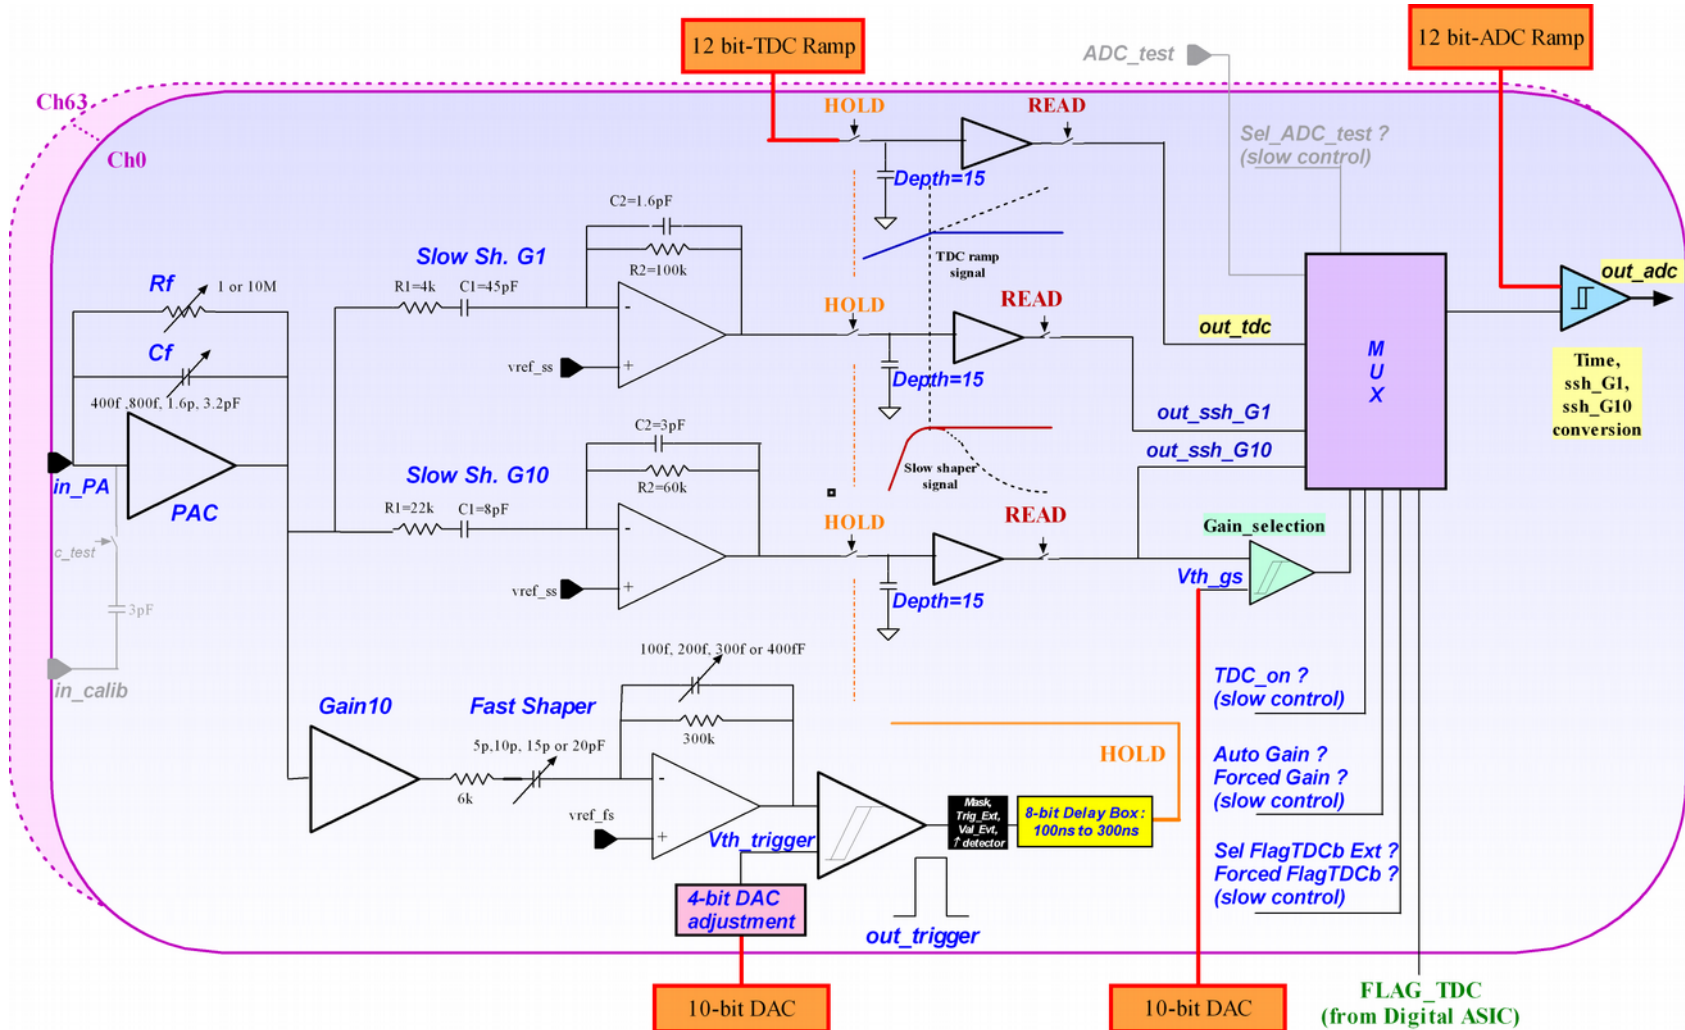 12 bit-TDC Ramp
12 bit-ADC Ramp
ADC_test
Ch63
Ch0
HOLD
READ
Sel_ADC_test ?
(slow control)
Depth=15
C2=1.6pF
R2=100k
Slow Sh. G1
R1=4k
C1=45pF
TDC ramp
signal
Rf
1 or 10M
Cf
400f ,800f, 1.6p, 3.2pF
HOLD
READ
-
+
vref_ss
Depth=15
out_tdc
out_adc
M
U
X
Time,
ssh_G1,
ssh_G10
conversion
out_ssh_G1
out_ssh_G10
C2=3pF
R2=60k
Slow Sh. G10
R1=22k
C1=8pF
Slow shaper
signal
in_PA
PAC
HOLD
READ
Gain_selection
-
+
vref_ss
Depth=15
Vth_gs
c_test
3pF
in_calib
100f, 200f, 300f or 400fF
300k
Gain10
Fast Shaper
5p,10p, 15p or 20pF
6k
TDC_on ?
(slow control)
HOLD
Auto Gain ?
Forced Gain ?
(slow control)
-
+
vref_fs
Vth_trigger
Mask,
Trig_Ext,
Val_Evt,
↑ detector
8-bit Delay Box :
100ns to 300ns
Sel FlagTDCb Ext ?
Forced FlagTDCb ?
(slow control)
4-bit DAC
adjustment
out_trigger
10-bit DAC
10-bit DAC
FLAG_TDC
(from Digital ASIC)